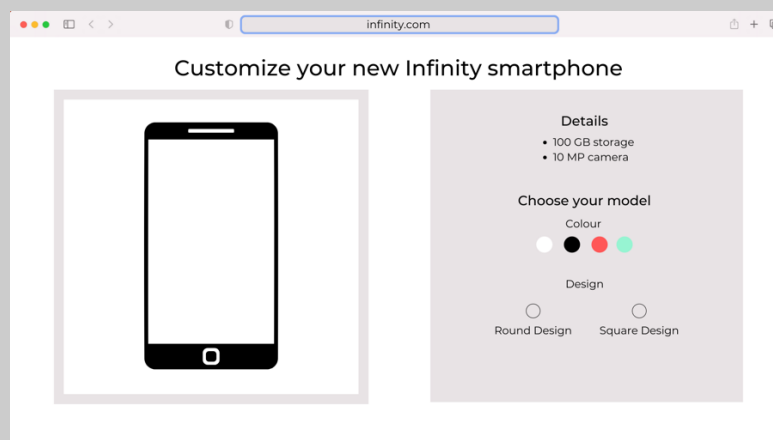 infinity.com
Customize your new Infinity smartphone
Details
• 100 GB storage
• 10 MP camera
Choose your model
Colour
Design
Round Design
Square Design